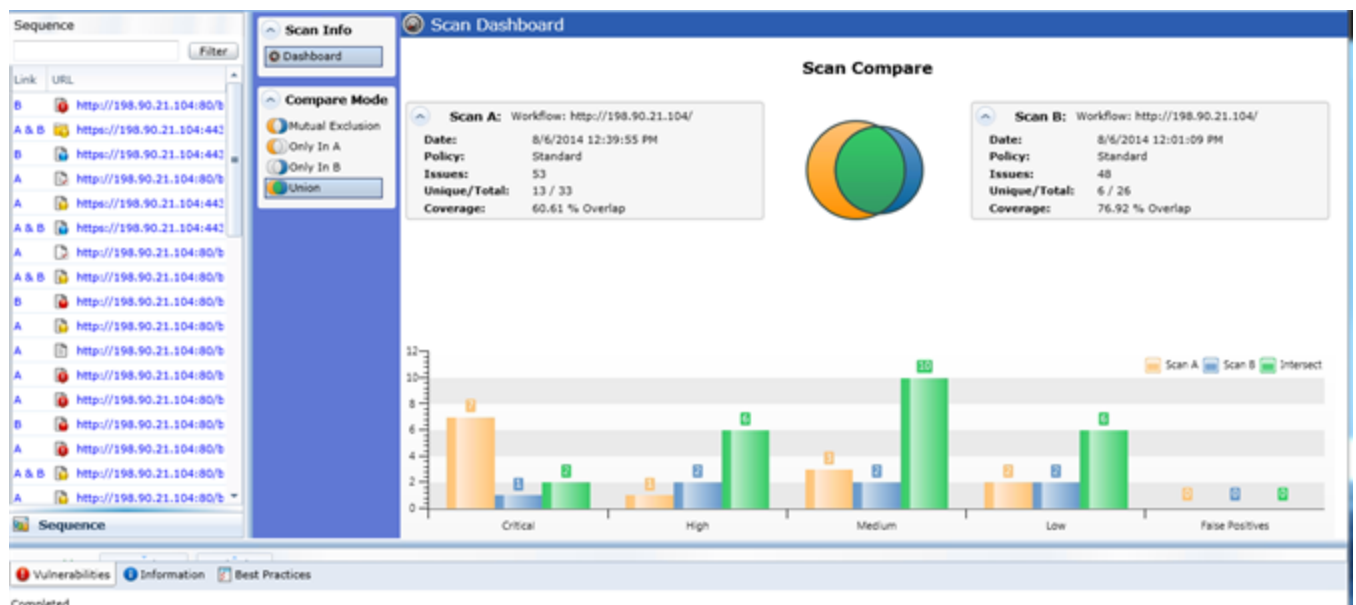 Sequence
Filter
Link URL
B http://198.90.21.104:80/b
A & B https://198.90.21.104:443
B https://198.90.21.104:443
A http://198.90.21.104:80/b
A https://198.90.21.104:443
A & B https://198.90.21.104:443
A http://198.90.21.104:80/b
A & B http://198.90.21.104:80/b
B http://198.90.21.104:80/b
A http://198.90.21.104:80/b
A http://198.90.21.104:80/b
A http://198.90.21.104:80/b
A http://198.90.21.104:80/b
B http://198.90.21.104:80/b
A http://198.90.21.104:80/b
A & B http://198.90.21.104:80/b
A http://198.90.21.104:80/b
Sequence
Scan Info
Dashboard
Compare Mode
Mutual Exclusion
Only In A
Only In B
Union
Scan Dashboard
Scan Compare
Scan A: Workflow: http://198.90.21.104/
Date: 8/6/2014 12:39:55 PM
Policy: Standard
Issues: 53
Unique/Total: 13 / 33
Coverage: 60.61 % Overlap
Scan B: Workflow: http://198.90.21.104/
Date: 8/6/2014 12:01:09 PM
Policy: Standard
Issues: 48
Unique/Total: 6 / 26
Coverage: 76.92 % Overlap
Scan A Scan B Intersect
12
10
8
6
4
2
0
7 1 2
1 2 6
3 2 10
2 2 6
0 0 0
Critical High Medium Low False Positives
Vulnerabilities Information Best Practices
Completed